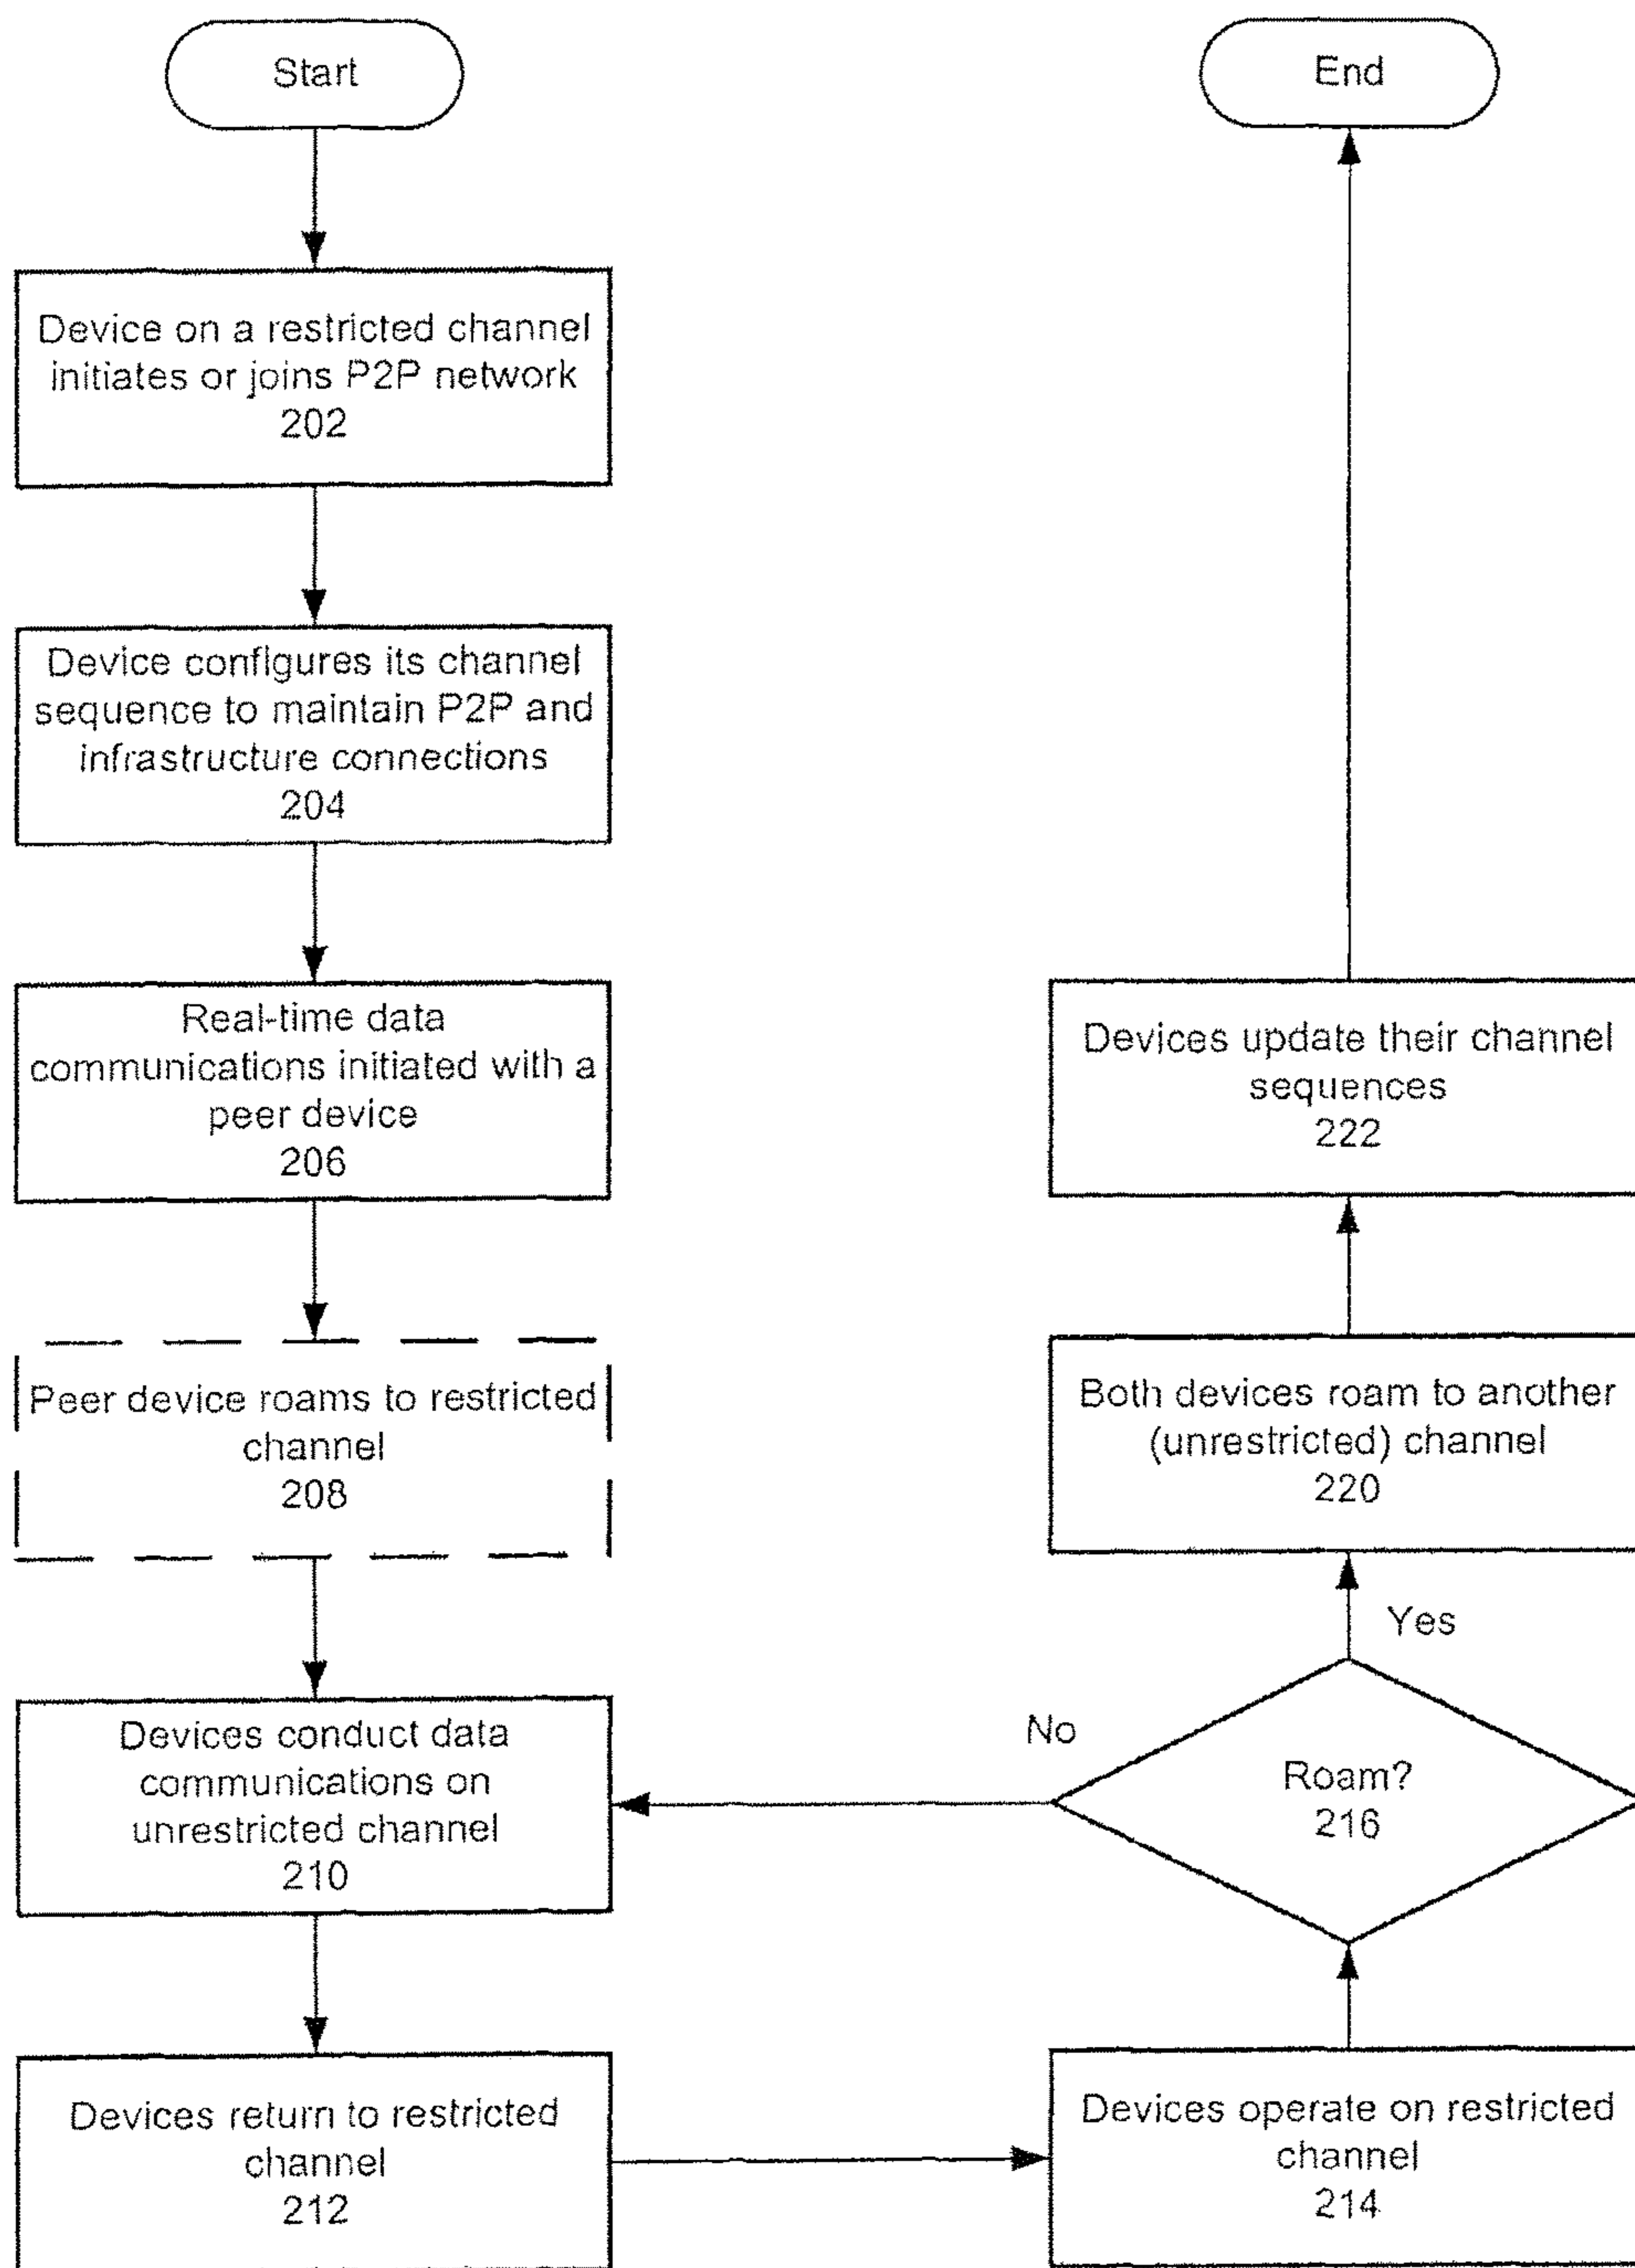 Start
Device on a restricted channel
initiates or joins P2P network
202
Device configures its channel
sequence to maintain P2P and
infrastructure connections
204
Real-time data
communications initiated with a
peer device
206
Peer device roams to restricted
channel
208
Devices conduct data
communications on
unrestricted channel
210
Devices return to restricted
channel
212
Devices operate on restricted
channel
214
Roam?
216
No
Yes
Both devices roam to another
(unrestricted) channel
220
Devices update their channel
sequences
222
End